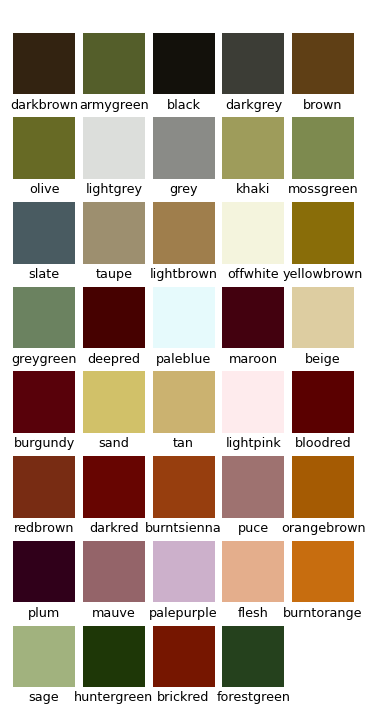 darkbrown armygreen black darkgrey brown
olive lightgrey grey khaki mossgreen
slate taupe lightbrown offwhite yellowbrown
greygreen deepred paleblue maroon beige
burgundy sand tan lightpink bloodred
redbrown darkred burntsienna puce orangebrown
plum mauve palepurple flesh burntorange
sage huntergreen brickred forestgreen